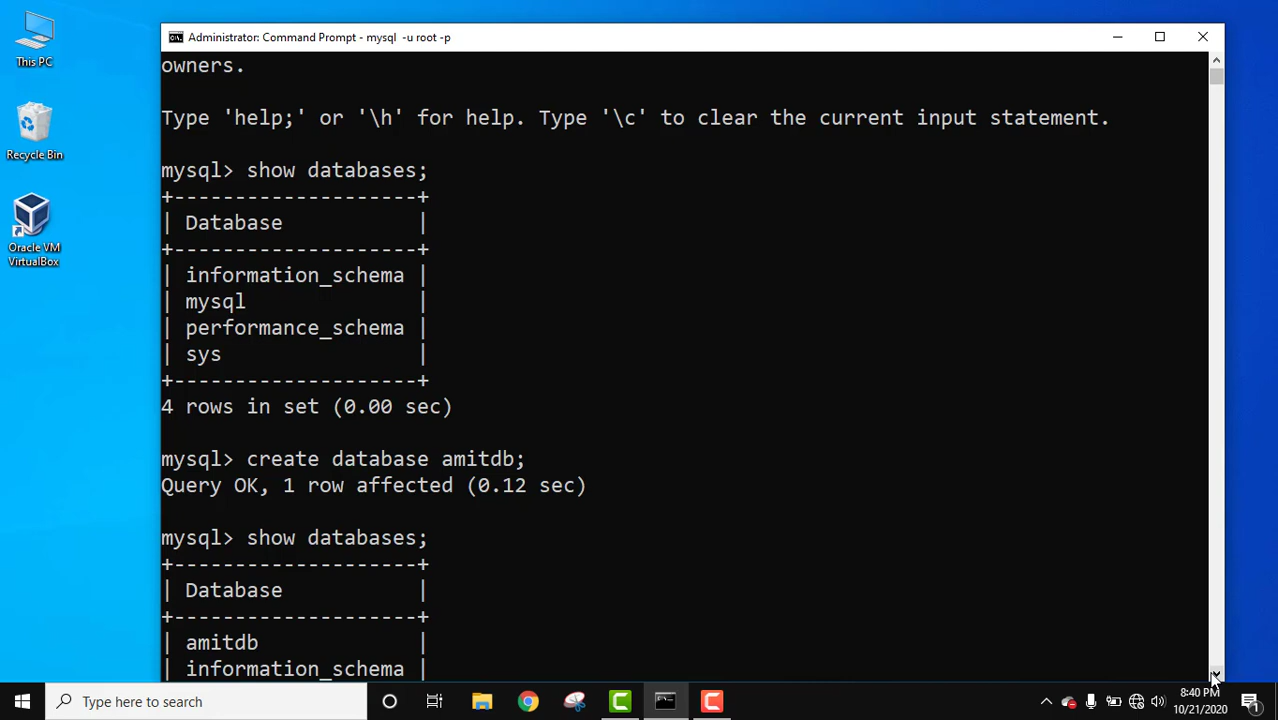 This PC
Recycle Bin
Oracle VM
VirtualBox
Administrator: Command Prompt - mysql  -u root -p
owners.
Type 'help;' or '\h' for help. Type '\c' to clear the current input statement.
mysql> show databases;
+--------------------+
| Database           |
+--------------------+
| information_schema |
| mysql              |
| performance_schema |
| sys                |
+--------------------+
4 rows in set (0.00 sec)
mysql> create database amitdb;
Query OK, 1 row affected (0.12 sec)
mysql> show databases;
+--------------------+
| Database           |
+--------------------+
| amitdb             |
| information_schema |
Type here to search
8:40 PM
10/21/2020
1